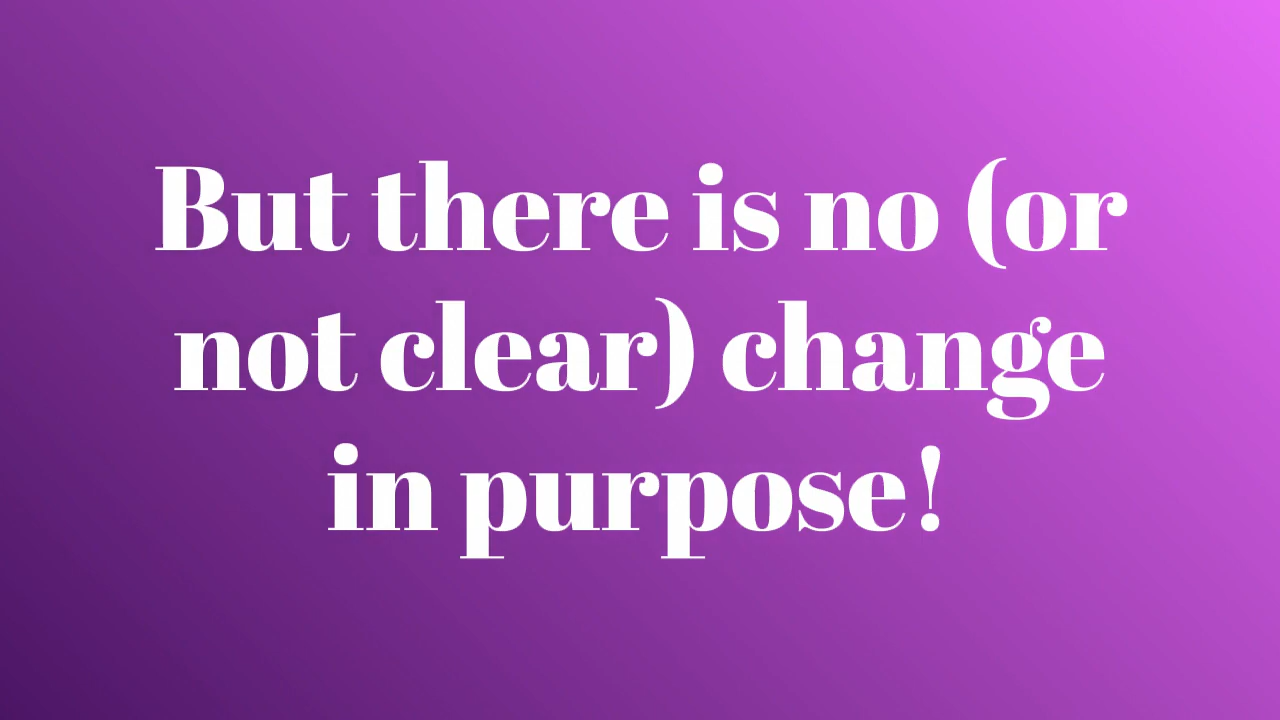 But there is no (or
not clear) change
in purpose!